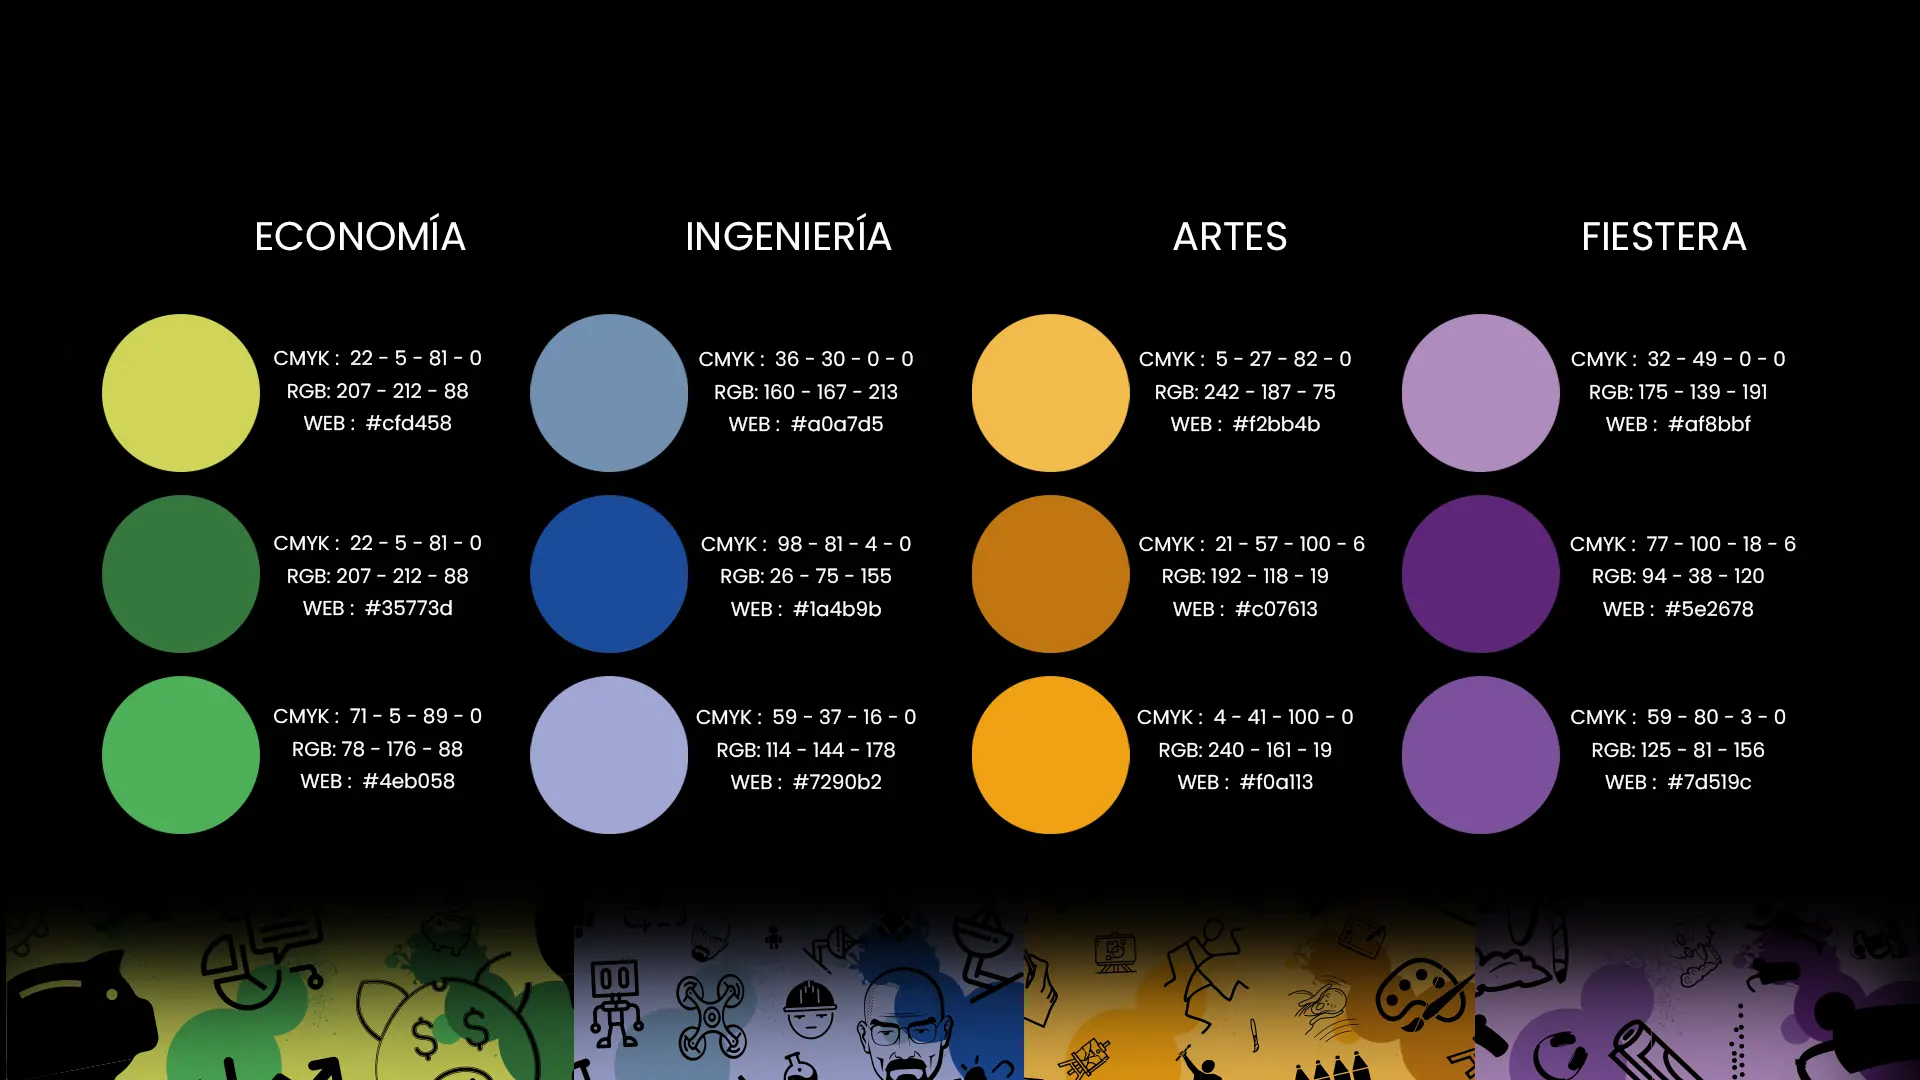 ECONOMÍA
CMYK : 22 - 5 - 81 - 0
RGB: 207 - 212 - 88
WEB : #cfd458
CMYK : 22 - 5 - 81 - 0
RGB: 207 - 212 - 88
WEB : #35773d
CMYK : 71 - 5 - 89 - 0
RGB: 78 - 176 - 88
WEB : #4eb058
INGENIERÍA
CMYK : 36 - 30 - 0 - 0
RGB: 160 - 167 - 213
WEB : #a0a7d5
CMYK : 98 - 81 - 4 - 0
RGB: 26 - 75 - 155
WEB : #1a4b9b
CMYK : 59 - 37 - 16 - 0
RGB: 114 - 144 - 178
WEB : #7290b2
ARTES
CMYK : 5 - 27 - 82 - 0
RGB: 242 - 187 - 75
WEB : #f2bb4b
CMYK : 21 - 57 - 100 - 6
RGB: 192 - 118 - 19
WEB : #c07613
CMYK : 4 - 41 - 100 - 0
RGB: 240 - 161 - 19
WEB : #f0a113
FIESTERA
CMYK : 32 - 49 - 0 - 0
RGB: 175 - 139 - 191
WEB : #af8bbf
CMYK : 77 - 100 - 18 - 6
RGB: 94 - 38 - 120
WEB : #5e2678
CMYK : 59 - 80 - 3 - 0
RGB: 125 - 81 - 156
WEB : #7d519c
$ $